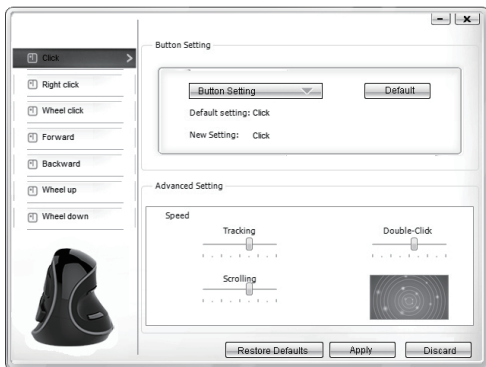 Click
Right click
Wheel click
Forward
Backward
Wheel up
Wheel down
Button Setting
Button Setting
Default
Default setting: Click
New Setting: Click
Advanced Setting
Speed
Tracking
Double-Click
Scrolling
Restore Defaults
Apply
Discard